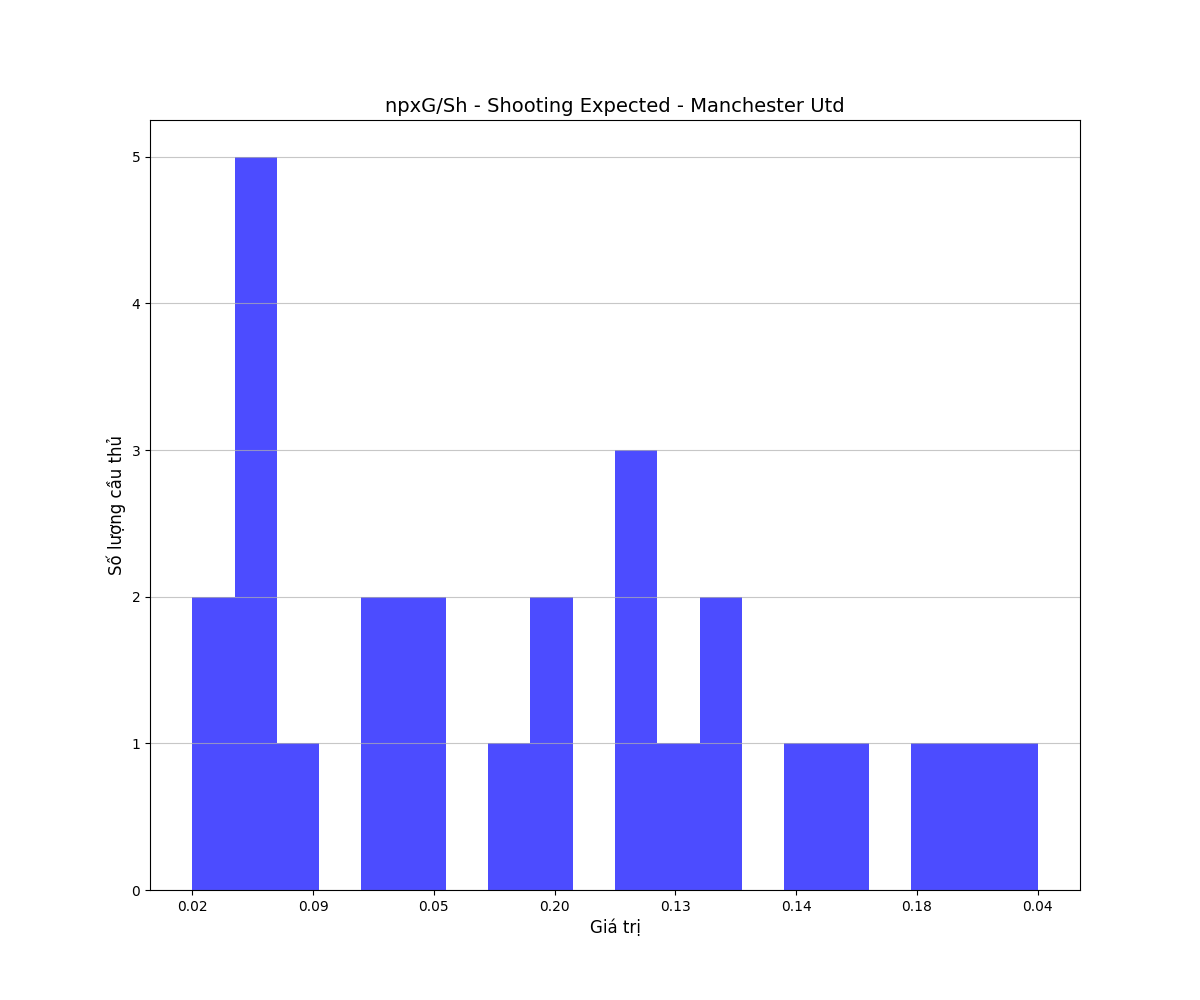 npxG/Sh - Shooting Expected - Manchester Utd
Số lượng cầu thủ
5
4
3
2
1
0
0.02 0.09 0.05 0.20 0.13 0.14 0.18 0.04
Giá trị